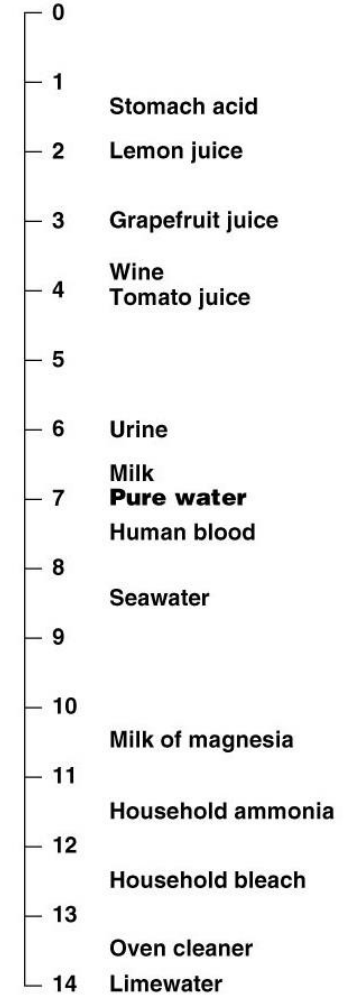 0
1
Stomach acid
2 Lemon juice
3 Grapefruit juice
Wine
4 Tomato juice
5
6 Urine
Milk
7 Pure water
Human blood
8
Seawater
9
10
Milk of magnesia
11
Household ammonia
12
Household bleach
13
Oven cleaner
14 Limewater